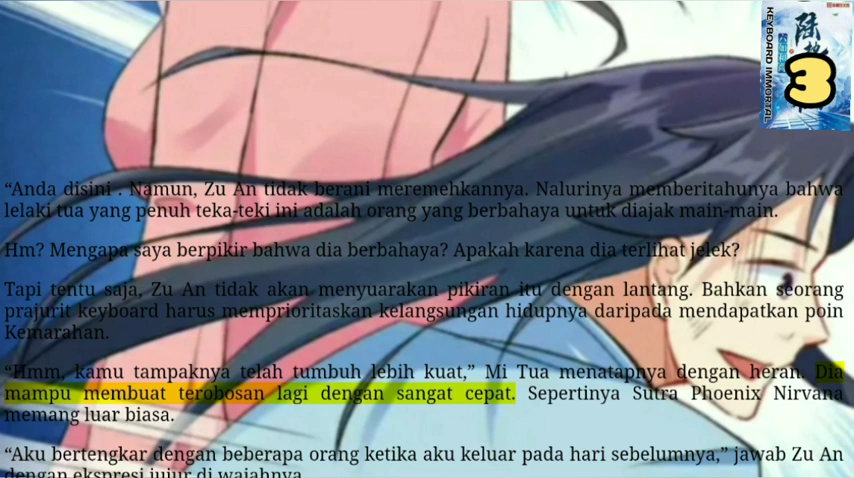 KEYBOARD IMMORTAL
3
“Anda disini . Namun, Zu An tidak berani meremehkannya. Nalurinya memberitahunya bahwa
lelaki tua yang penuh teka-teki ini adalah orang yang berbahaya untuk diajak main-main.
Hm? Mengapa saya berpikir bahwa dia berbahaya? Apakah karena dia terlihat jelek?
Tapi tentu saja, Zu An tidak akan menyuarakan pikiran itu dengan lantang. Bahkan seorang
prajurit keyboard harus memprioritaskan kelangsungan hidupnya daripada mendapatkan poin
Kemarahan.
“Hmm, kamu tampaknya telah tumbuh lebih kuat,” Mi Tua menatapnya dengan heran. Dia
mampu membuat terobosan lagi dengan sangat cepat. Sepertinya Sutra Phoenix Nirvana
memang luar biasa.
“Aku bertengkar dengan beberapa orang ketika aku keluar pada hari sebelumnya,” jawab Zu An
dengan ekspresi jujur di wajahnya.